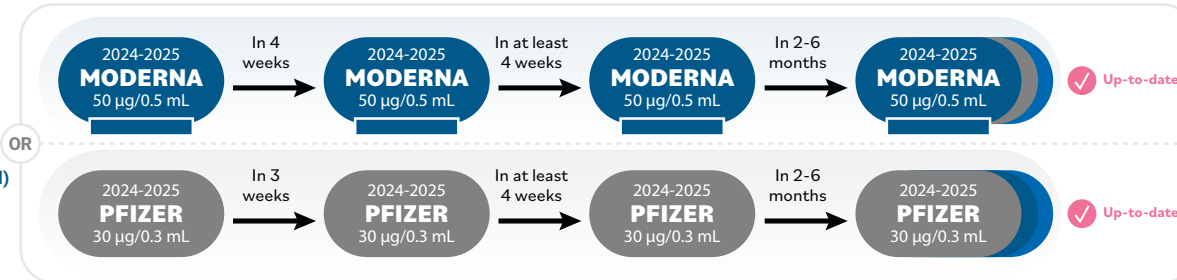 2024-2025
MODERNA
50 µg/0.5 mL
In 4
weeks
2024-2025
MODERNA
50 µg/0.5 mL
In at least
4 weeks
2024-2025
MODERNA
50 µg/0.5 mL
In 2-6
months
2024-2025
MODERNA
50 µg/0.5 mL
Up-to-date
OR
)
2024-2025
PFIZER
30 µg/0.3 mL
In 3
weeks
2024-2025
PFIZER
30 µg/0.3 mL
In at least
4 weeks
2024-2025
PFIZER
30 µg/0.3 mL
In 2-6
months
2024-2025
PFIZER
30 µg/0.3 mL
Up-to-date